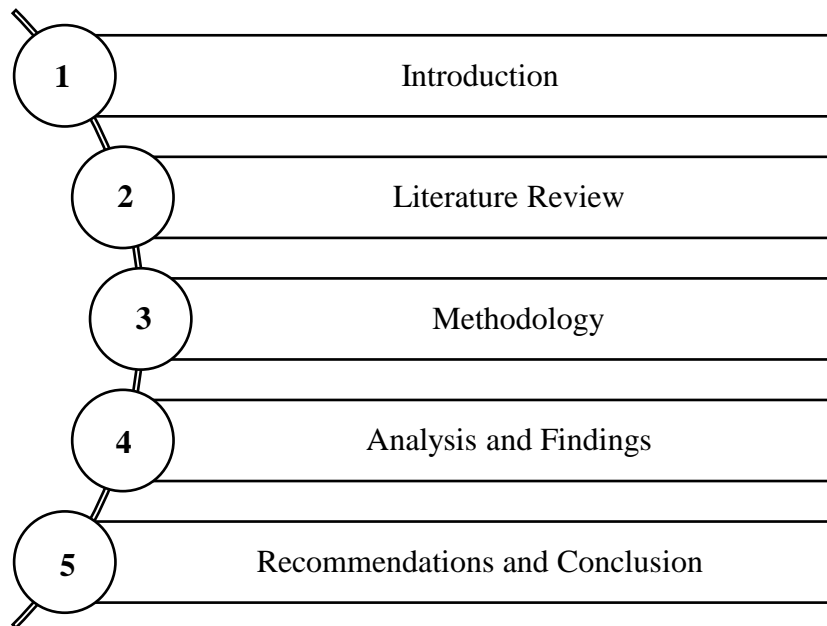 1 Introduction
2 Literature Review
3 Methodology
4 Analysis and Findings
5 Recommendations and Conclusion